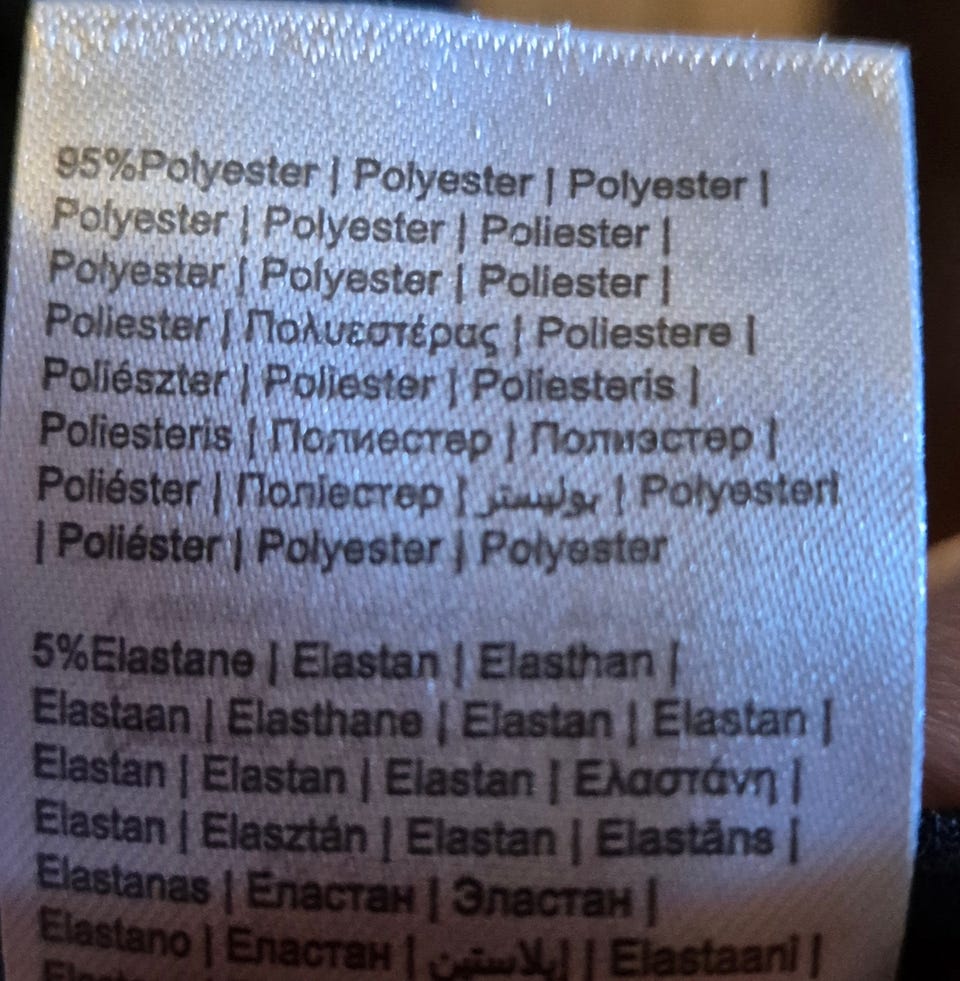 95%Polyester | Polyester | Polyester |
Polyester | Polyester | Poliester |
Polyester | Polyester | Poliester |
Poliester | Πολυεστέρας | Poliestere |
Poliészter | Poliester | Poliesteris |
Poliesteris | Полиестер | Полиэстер |
Poliéster | Поліестер | بوليستر | Polyesteri
| Poliéster | Polyester | Polyester
5%Elastane | Elastan | Elasthan |
Elastaan | Elasthane | Elastan | Elastan |
Elastan | Elastan | Elastan | Ελαστάνη |
Elastan | Elasztán | Elastan | Elastāns |
Elastanas | Еластан | Эластан |
Elastano | Еластан | إيلاستين | Elastaani |